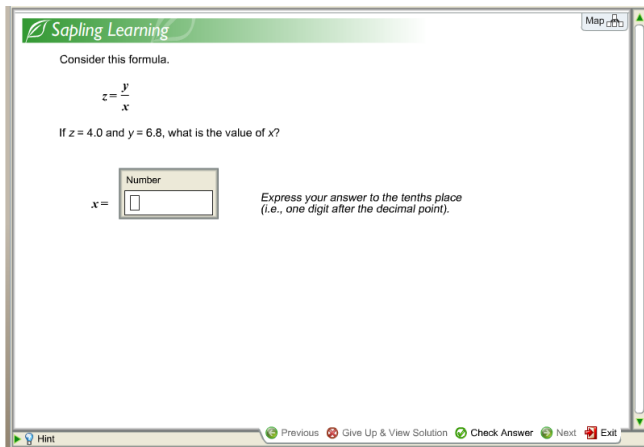 Sapling Learning
Map
Consider this formula.
z = y/x
If z = 4.0 and y = 6.8, what is the value of x?
Number
x =
Express your answer to the tenths place
(i.e., one digit after the decimal point).
Hint
Previous Give Up & View Solution Check Answer Next Exit